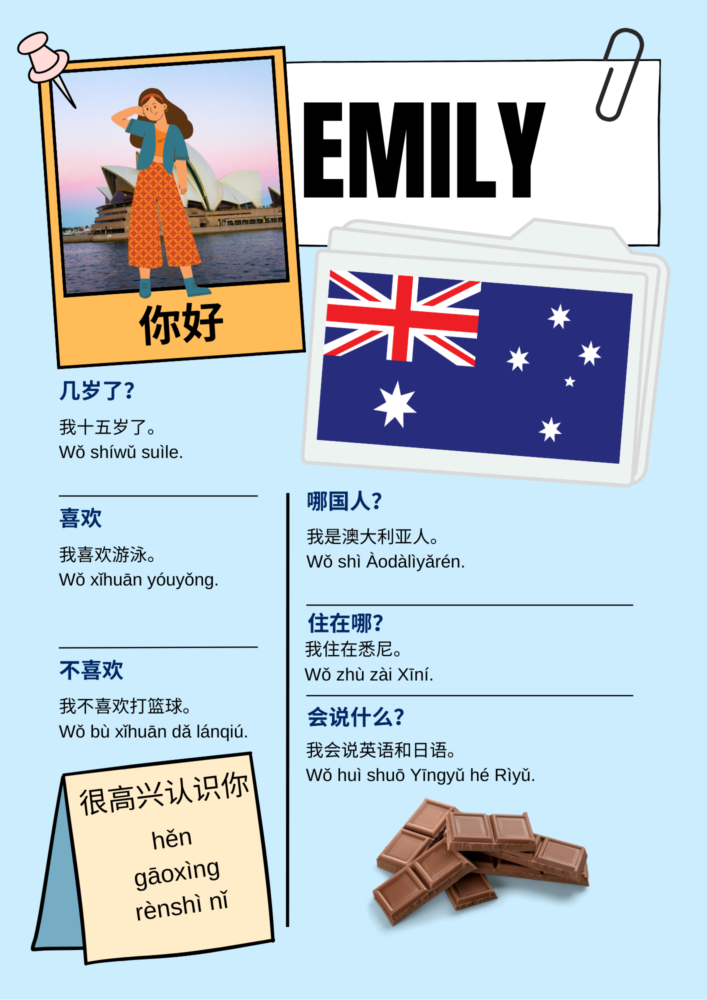 EMILY
你好
几岁了？
我十五岁了。
Wǒ shíwǔ suìle.
喜欢
我喜欢游泳。
Wǒ xǐhuān yóuyǒng.
不喜欢
我不喜欢打篮球。
Wǒ bù xǐhuān dǎ lánqiú.
很高兴认识你
hěn
gāoxìng
rènshì nǐ
哪国人？
我是澳大利亚人。
Wǒ shì Àodàlìyǎrén.
住在哪？
我住在悉尼。
Wǒ zhù zài Xīní.
会说什么？
我会说英语和日语。
Wǒ huì shuō Yīngyǔ hé Rìyǔ.